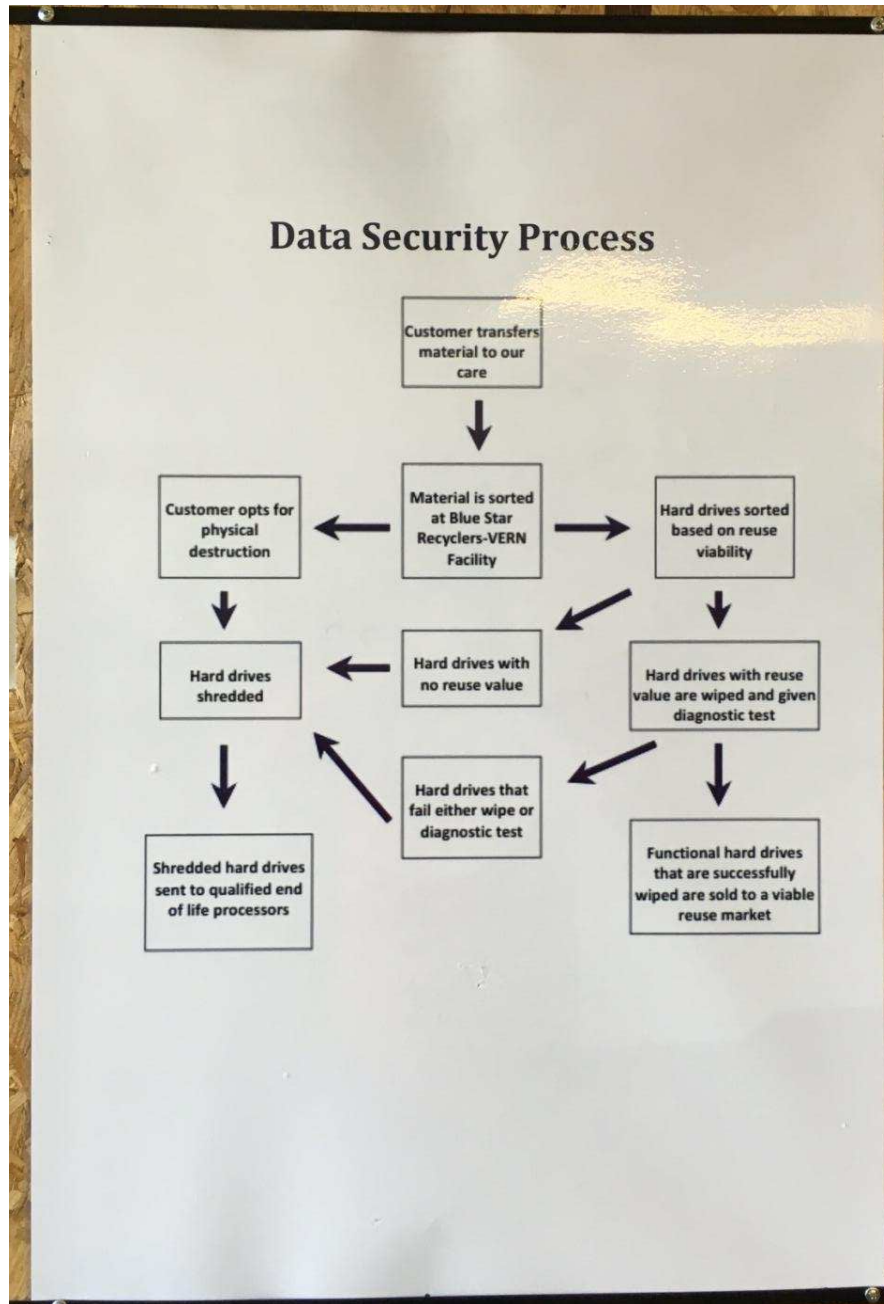 Data Security Process
Customer transfers
material to our
care
Customer opts for
physical
destruction
Material is sorted
at Blue Star
Recyclers-VERN
Facility
Hard drives sorted
based on reuse
viability
Hard drives
shredded
Hard drives with
no reuse value
Hard drives with reuse
value are wiped and given
diagnostic test
Hard drives that
fail either wipe or
diagnostic test
Shredded hard drives
sent to qualified end
of life processors
Functional hard drives
that are successfully
wiped are sold to a viable
reuse market